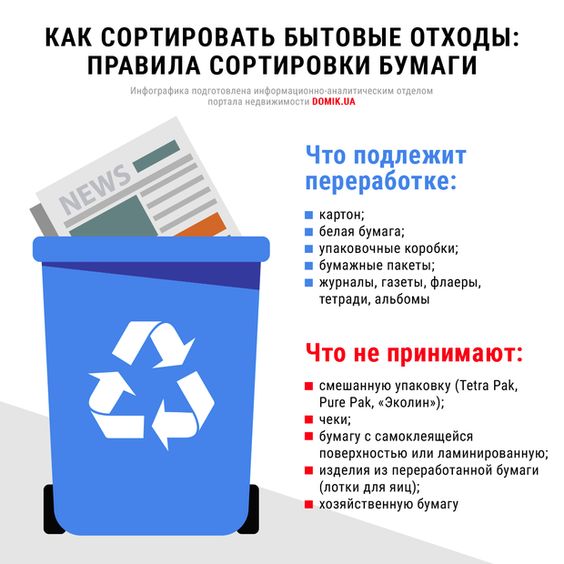 КАК СОРТИРОВАТЬ БЫТОВЫЕ ОТХОДЫ:
ПРАВИЛА СОРТИРОВКИ БУМАГИ
Инфографика подготовлена информационно-аналитическим отделом
портала недвижимости DOMIK.UA
NEWS
Что подлежит
переработке:
картон;
белая бумага;
упаковочные коробки;
бумажные пакеты;
журналы, газеты, флаеры,
тетради, альбомы
Что не принимают:
смешанную упаковку (Tetra Pak,
Pure Pak, «Эколин»);
чеки;
бумагу с самоклеящейся
поверхностью или ламинированную;
изделия из переработанной бумаги
(лотки для яиц);
хозяйственную бумагу